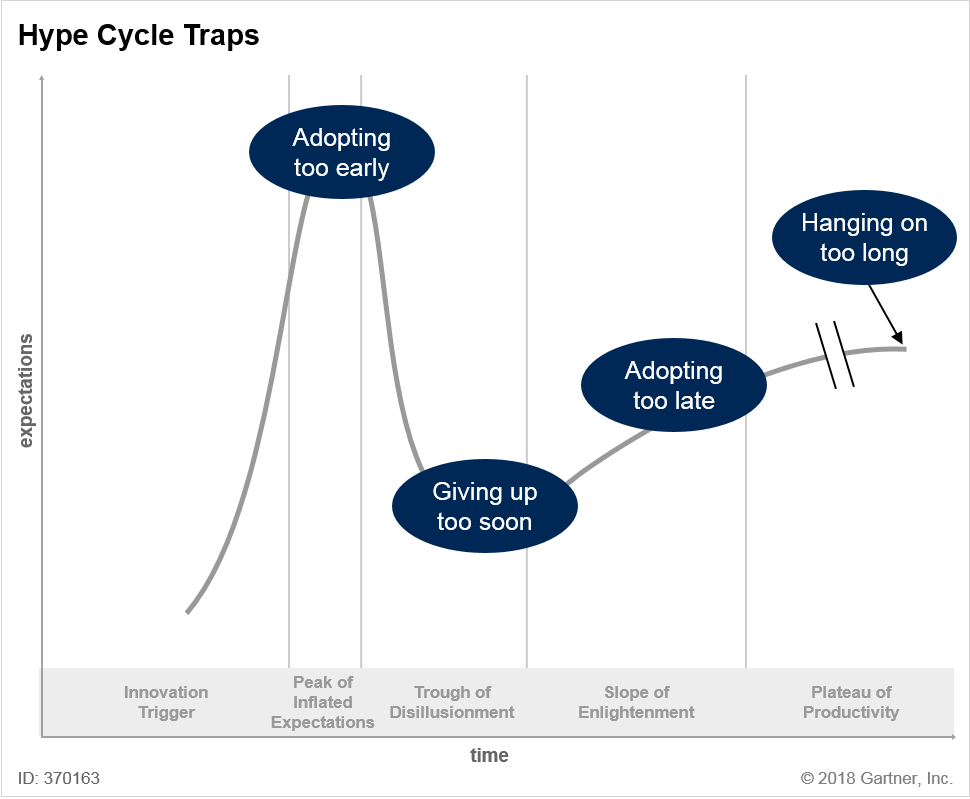 Hype Cycle Traps
Adopting
too early
Hanging on
too long
Adopting
too late
Giving up
too soon
expectations
Innovation
Trigger
Peak of
Inflated
Expectations
Trough of
Disillusionment
Slope of
Enlightenment
Plateau of
Productivity
time
ID: 370163
© 2018 Gartner, Inc.